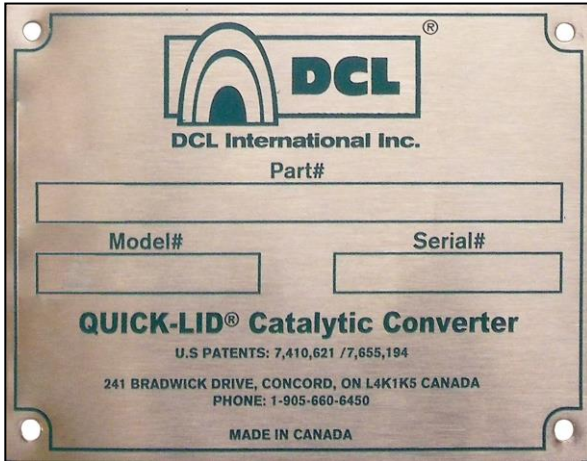 ®
DCL
DCL International Inc.
Part#
Model# Serial#
QUICK-LID® Catalytic Converter
U.S PATENTS: 7,410,621 /7,655,194
241 BRADWICK DRIVE, CONCORD, ON L4K1K5 CANADA
PHONE: 1-905-660-6450
MADE IN CANADA